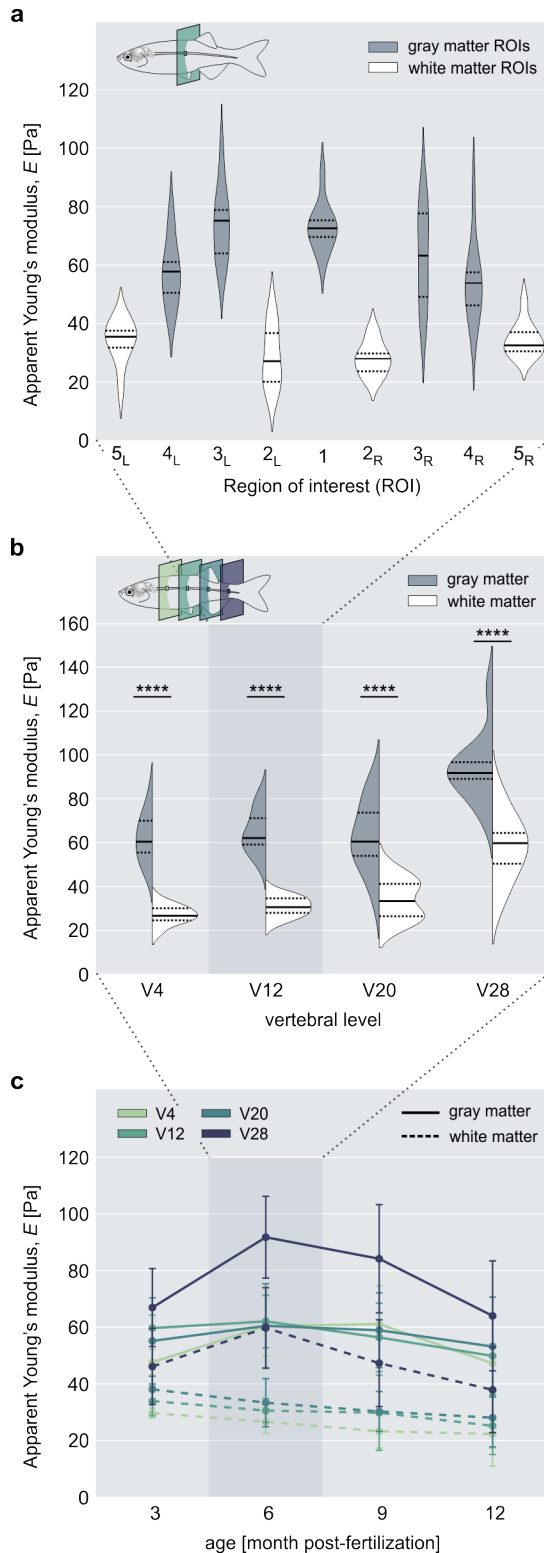 a
gray matter ROIs
white matter ROIs
Apparent Young's modulus, E [Pa]
120
100
80
60
40
20
0
5L 4L 3L 2L 1 2R 3R 4R 5R
Region of interest (ROI)
b
gray matter
white matter
Apparent Young's modulus, E [Pa]
160
140
120
100
80
60
40
20
0
**** **** **** ****
V4 V12 V20 V28
vertebral level
c
V4 V20 gray matter
V12 V28 white matter
Apparent Young's modulus, E [Pa]
120
100
80
60
40
20
0
3 6 9 12
age [month post-fertilization]